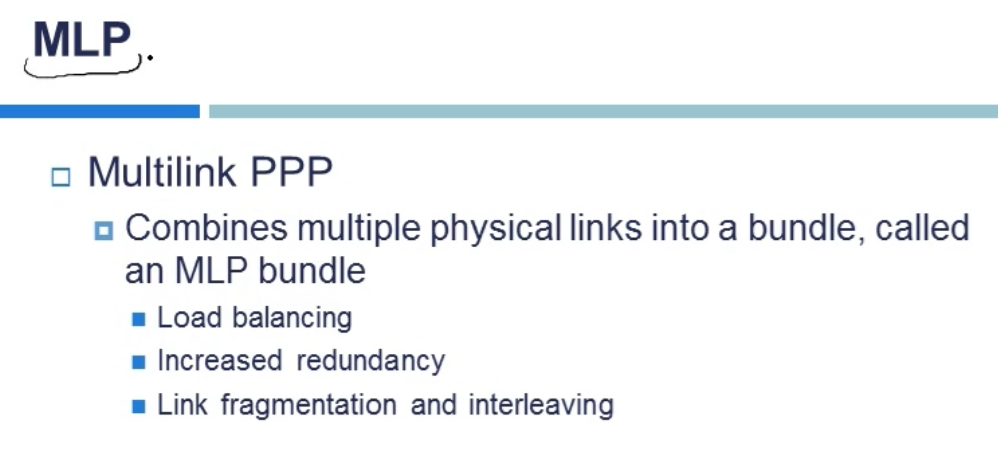 MLP
Multilink PPP
Combines multiple physical links into a bundle, called
an MLP bundle
Load balancing
Increased redundancy
Link fragmentation and interleaving